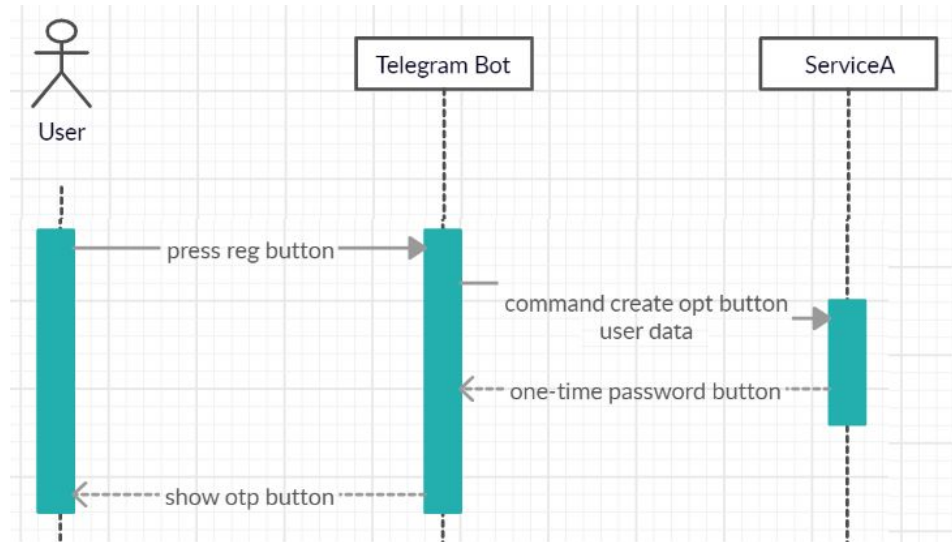 User
Telegram Bot
ServiceA
press reg button
command create opt button
user data
one-time password button
show otp button